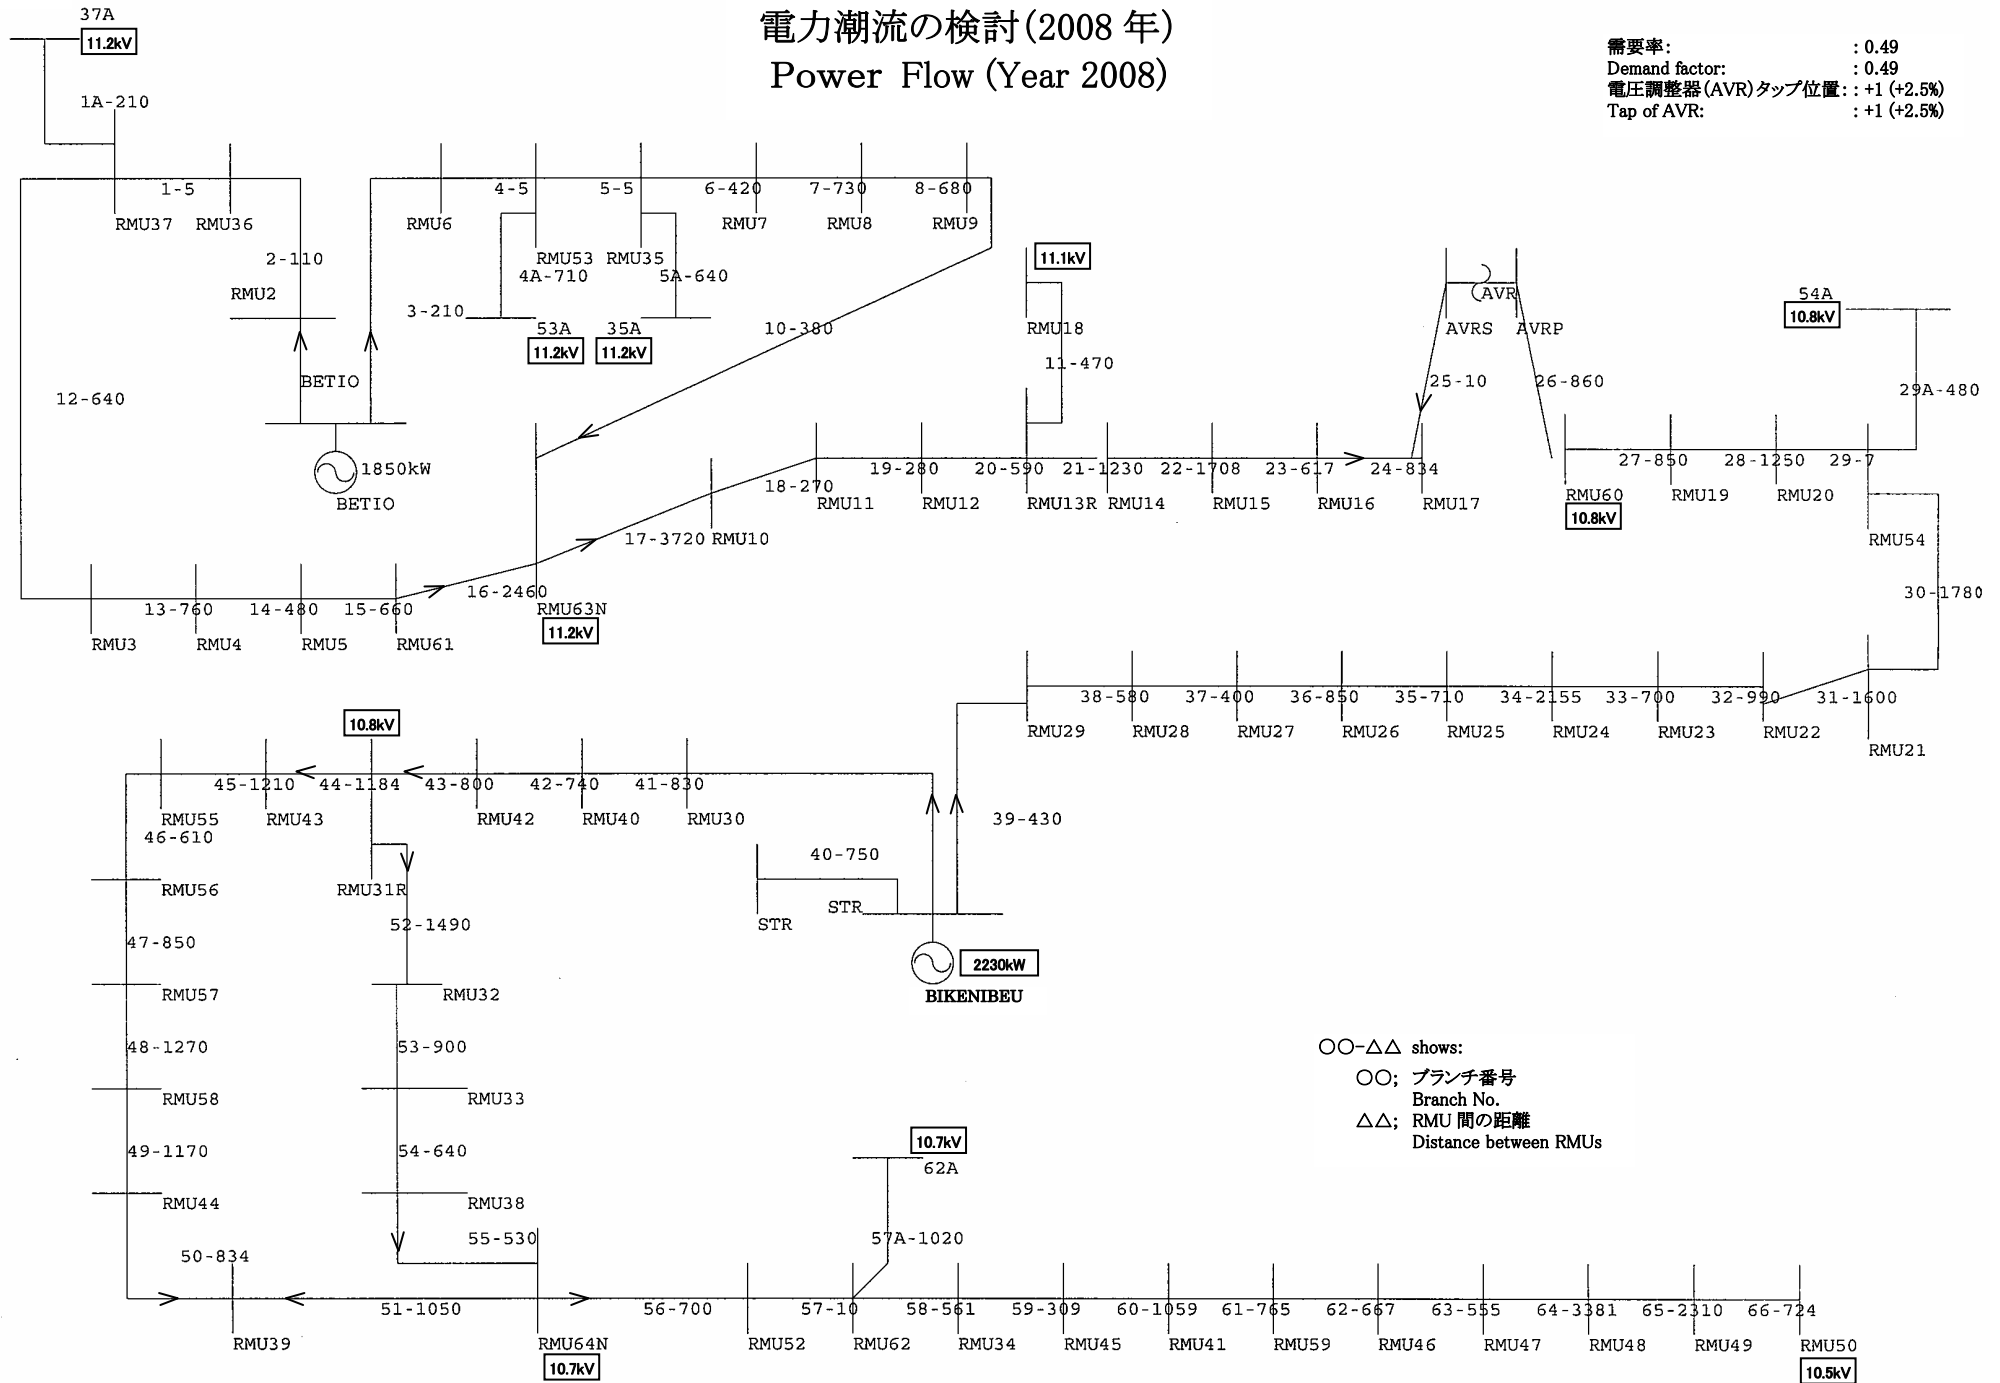 電力潮流の検討(2008 年)
Power Flow (Year 2008)
需要率: : 0.49
Demand factor: : 0.49
電圧調整器(AVR)タップ位置: : +1 (+2.5%)
Tap of AVR: : +1 (+2.5%)
37A
11.2kV
1A-210
1-5
RMU37
RMU36
2-110
RMU2
BETIO
1850kW
BETIO
12-640
RMU6
4-5
5-5
6-420
7-730
8-680
RMU7
RMU8
RMU9
RMU53
RMU35
4A-710
5A-640
3-210
53A
35A
11.2kV
11.2kV
10-380
11.1kV
RMU18
11-470
AVR
AVRS
AVRP
25-10
26-860
54A
10.8kV
29A-480
18-270
19-280
20-590
21-1230
22-1708
23-617
24-834
27-850
28-1250
29-7
RMU11
RMU12
RMU13R
RMU14
RMU15
RMU16
RMU17
RMU60
10.8kV
RMU19
RMU20
RMU54
17-3720
RMU10
16-2460
RMU63N
11.2kV
13-760
14-480
15-660
RMU3
RMU4
RMU5
RMU61
30-1780
38-580
37-400
36-850
35-710
34-2155
33-700
32-990
31-1600
RMU29
RMU28
RMU27
RMU26
RMU25
RMU24
RMU23
RMU22
RMU21
10.8kV
45-1210
44-1184
43-800
42-740
41-830
RMU55
RMU43
RMU42
RMU40
RMU30
39-430
46-610
40-750
RMU56
RMU31R
STR
STR
52-1490
47-850
2230kW
BIKENIBEU
RMU57
RMU32
48-1270
53-900
RMU58
RMU33
49-1170
54-640
RMU44
RMU38
50-834
55-530
10.7kV
62A
57A-1020
51-1050
56-700
57-10
58-561
59-309
60-1059
61-765
62-667
63-555
64-3381
65-2310
66-724
RMU39
RMU64N
10.7kV
RMU52
RMU62
RMU34
RMU45
RMU41
RMU59
RMU46
RMU47
RMU48
RMU49
RMU50
10.5kV
○○-△△ shows:
○○; ブランチ番号
Branch No.
△△; RMU 間の距離
Distance between RMUs